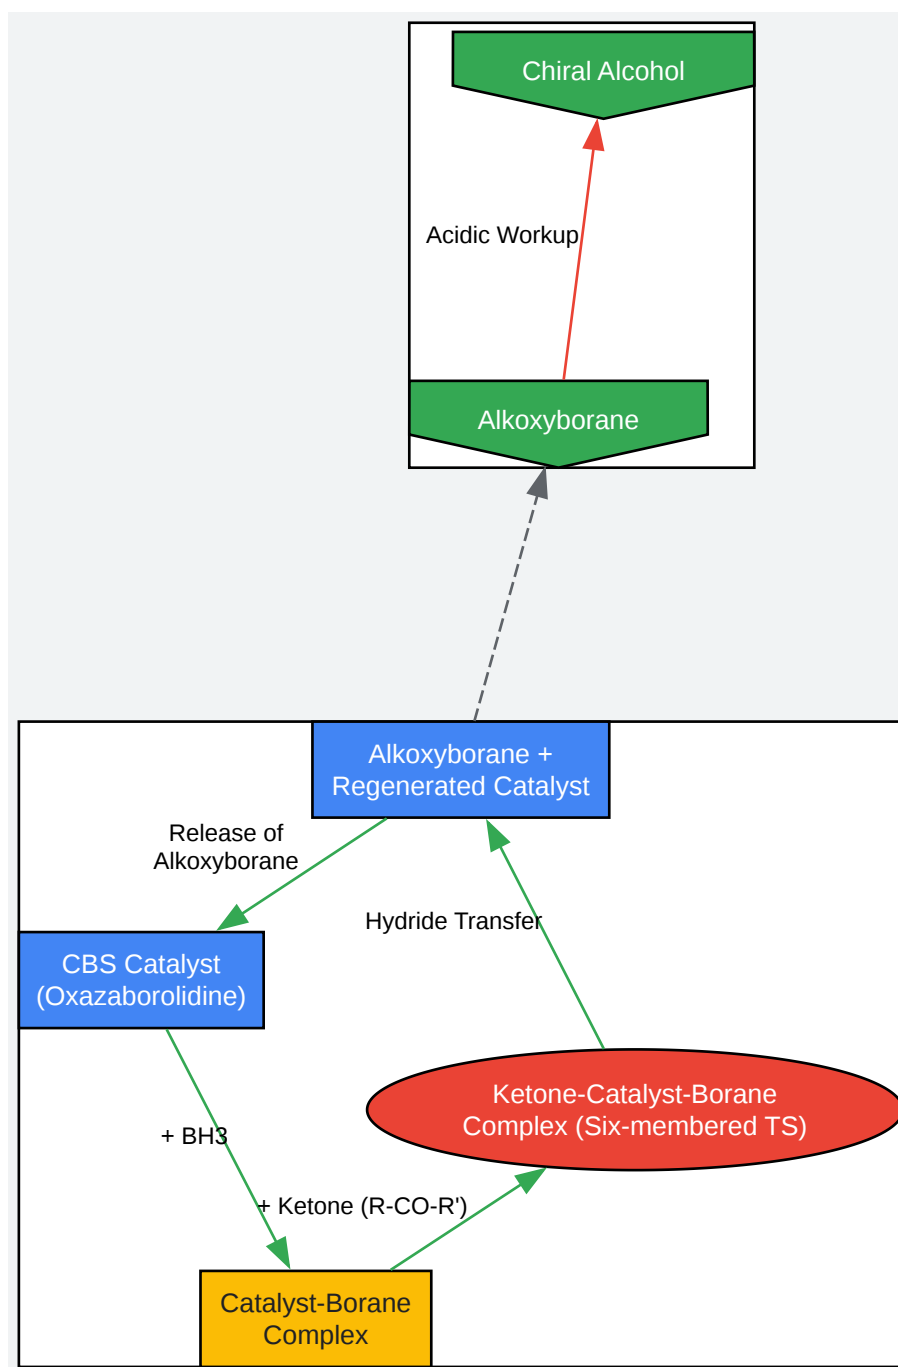 Chiral Alcohol
Acidic Workup
Alkoxyborane
Alkoxyborane +
Regenerated Catalyst
Release of
Alkoxyborane
Hydride Transfer
CBS Catalyst
(Oxazaborolidine)
Ketone-Catalyst-Borane
Complex (Six-membered TS)
+ BH3
+ Ketone (R-CO-R')
Catalyst-Borane
Complex